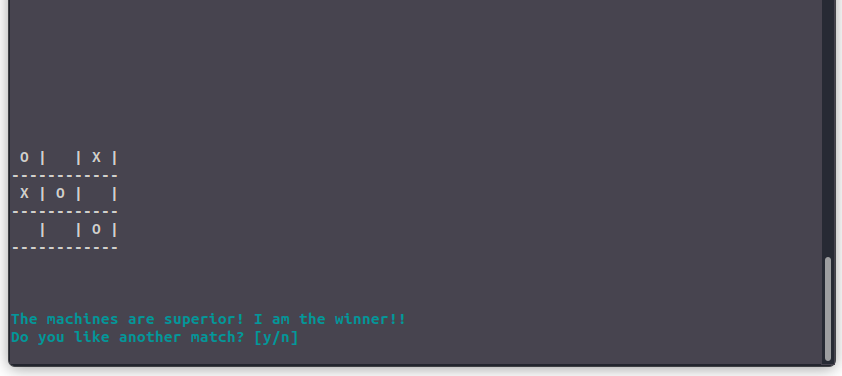 O |   | X |
------------
 X | O |   |
------------
   |   | O |
------------
The machines are superior! I am the winner!!
Do you like another match? [y/n]